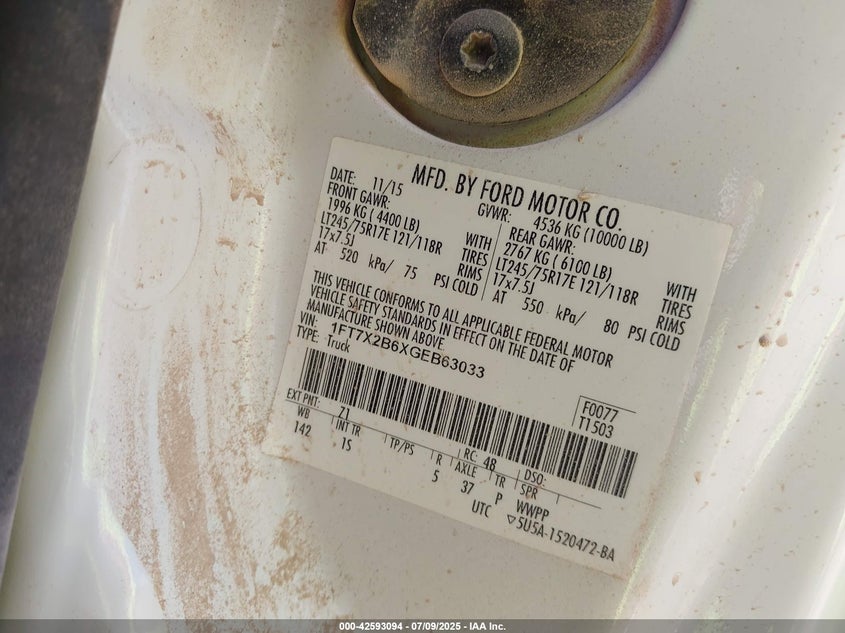 MFD. BY FORD MOTOR CO.
DATE: 11/15 GVWR: 4536 KG (10000 LB)
FRONT GAWR: REAR GAWR:
1996 KG (4400 LB) WITH 2767 KG (6100 LB) WITH
LT245/75R17E 121/118R TIRES LT245/75R17E 121/118R TIRES
17x7.5J RIMS 17x7.5J RIMS
AT 520 kPa/ 75 PSI COLD AT 550 kPa/ 80 PSI COLD
THIS VEHICLE CONFORMS TO ALL APPLICABLE FEDERAL MOTOR
VEHICLE SAFETY STANDARDS IN EFFECT ON THE DATE OF
MANUFACTURE SHOWN ABOVE.
VIN: 1FT7X2B6XGEB63033
TYPE: Truck
F0077
T1503
EXT PNT: Z1 RC: 48 DSO:
WB INT TR TP/PS R AXLE TR SPR
142 15 5 37 P WWPP
UTC ▽5U5A-1520472-BA
000-42593094 - 07/09/2025 - IAA Inc.